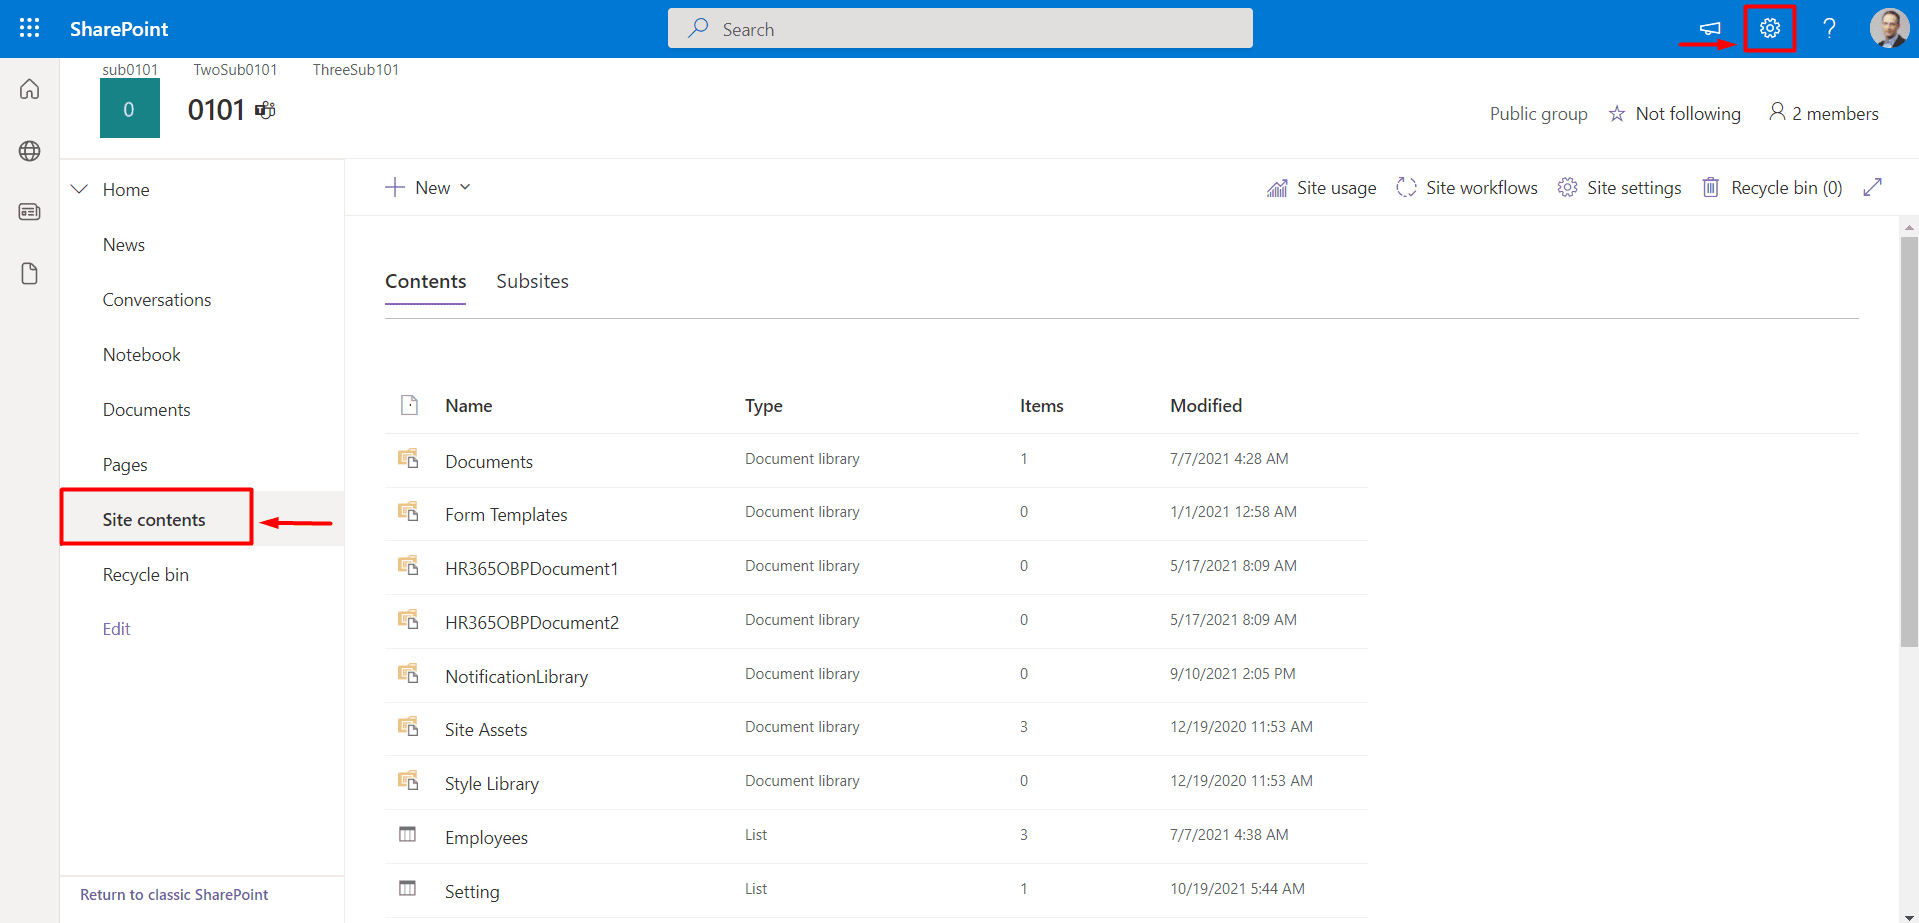 SharePoint
Search
?
sub0101 TwoSub0101 ThreeSub101
0
0101
Public group Not following 2 members
Home
News
Conversations
Notebook
Documents
Pages
Site contents
Recycle bin
Edit
Return to classic SharePoint
New
Site usage Site workflows Site settings Recycle bin (0)
Contents Subsites
Name Type Items Modified
Documents Document library 1 7/7/2021 4:28 AM
Form Templates Document library 0 1/1/2021 12:58 AM
HR365OBPDocument1 Document library 0 5/17/2021 8:09 AM
HR365OBPDocument2 Document library 0 5/17/2021 8:09 AM
NotificationLibrary Document library 0 9/10/2021 2:05 PM
Site Assets Document library 3 12/19/2020 11:53 AM
Style Library Document library 0 12/19/2020 11:53 AM
Employees List 3 7/7/2021 4:38 AM
Setting List 1 10/19/2021 5:44 AM